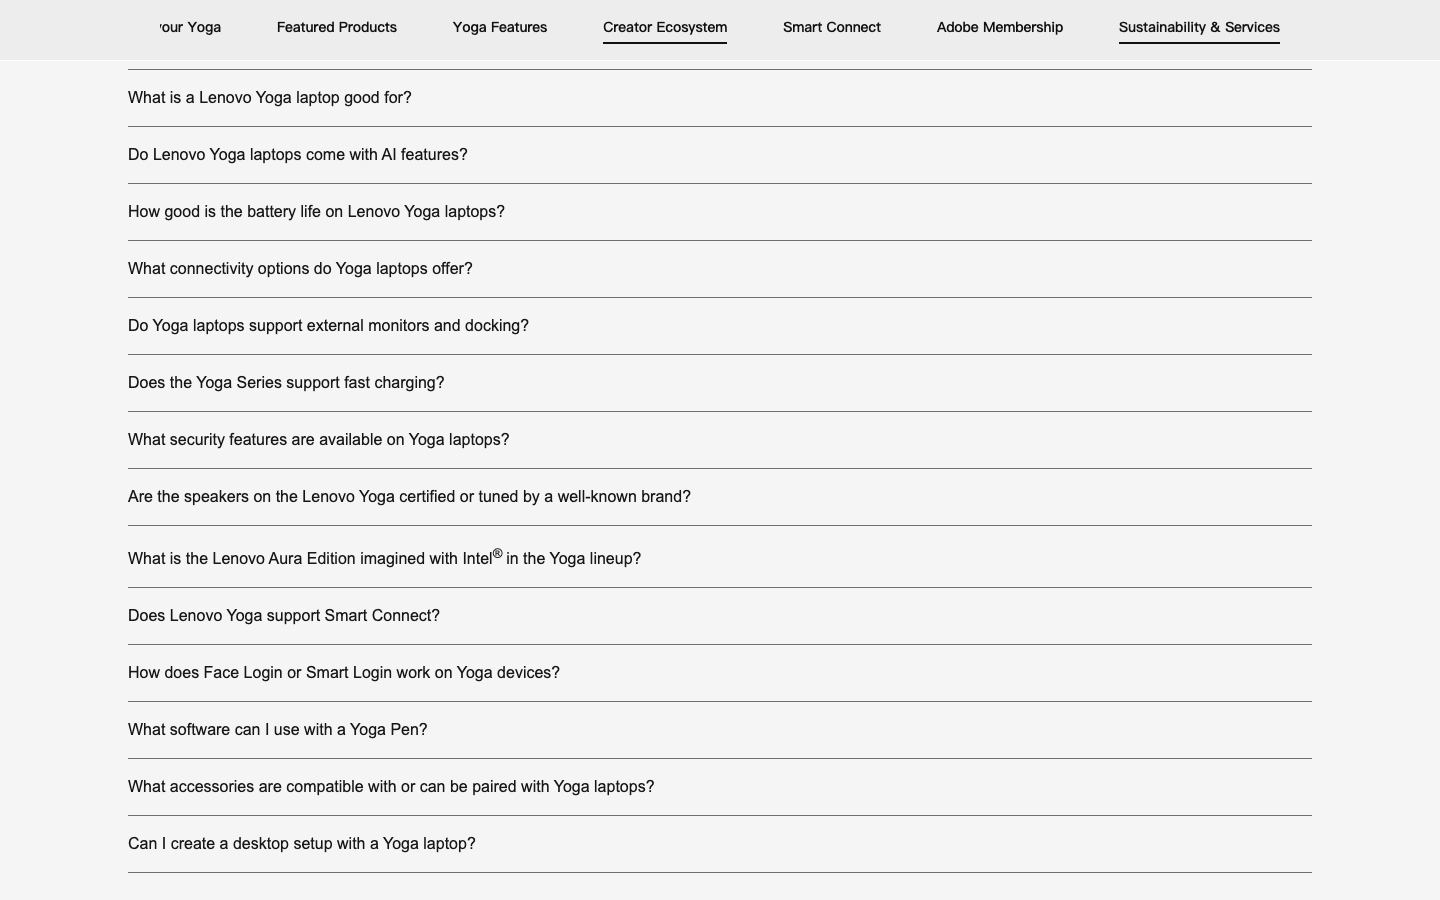 your Yoga
Featured Products
Yoga Features
Creator Ecosystem
Smart Connect
Adobe Membership
Sustainability & Services
What is a Lenovo Yoga laptop good for?
Do Lenovo Yoga laptops come with AI features?
How good is the battery life on Lenovo Yoga laptops?
What connectivity options do Yoga laptops offer?
Do Yoga laptops support external monitors and docking?
Does the Yoga Series support fast charging?
What security features are available on Yoga laptops?
Are the speakers on the Lenovo Yoga certified or tuned by a well-known brand?
What is the Lenovo Aura Edition imagined with Intel® in the Yoga lineup?
Does Lenovo Yoga support Smart Connect?
How does Face Login or Smart Login work on Yoga devices?
What software can I use with a Yoga Pen?
What accessories are compatible with or can be paired with Yoga laptops?
Can I create a desktop setup with a Yoga laptop?